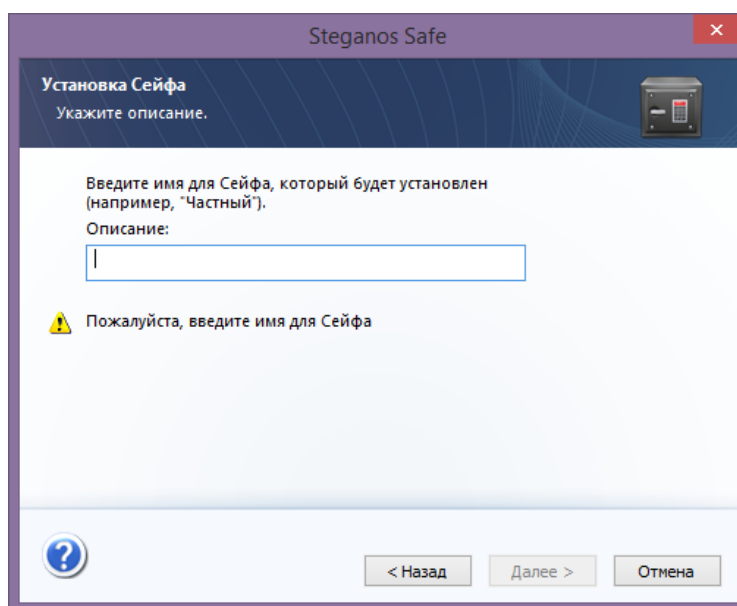 Steganos Safe
Установка Сейфа
Укажите описание.
Введите имя для Сейфа, который будет установлен
(например, "Частный").
Описание:
Пожалуйста, введите имя для Сейфа
< Назад
Далее >
Отмена